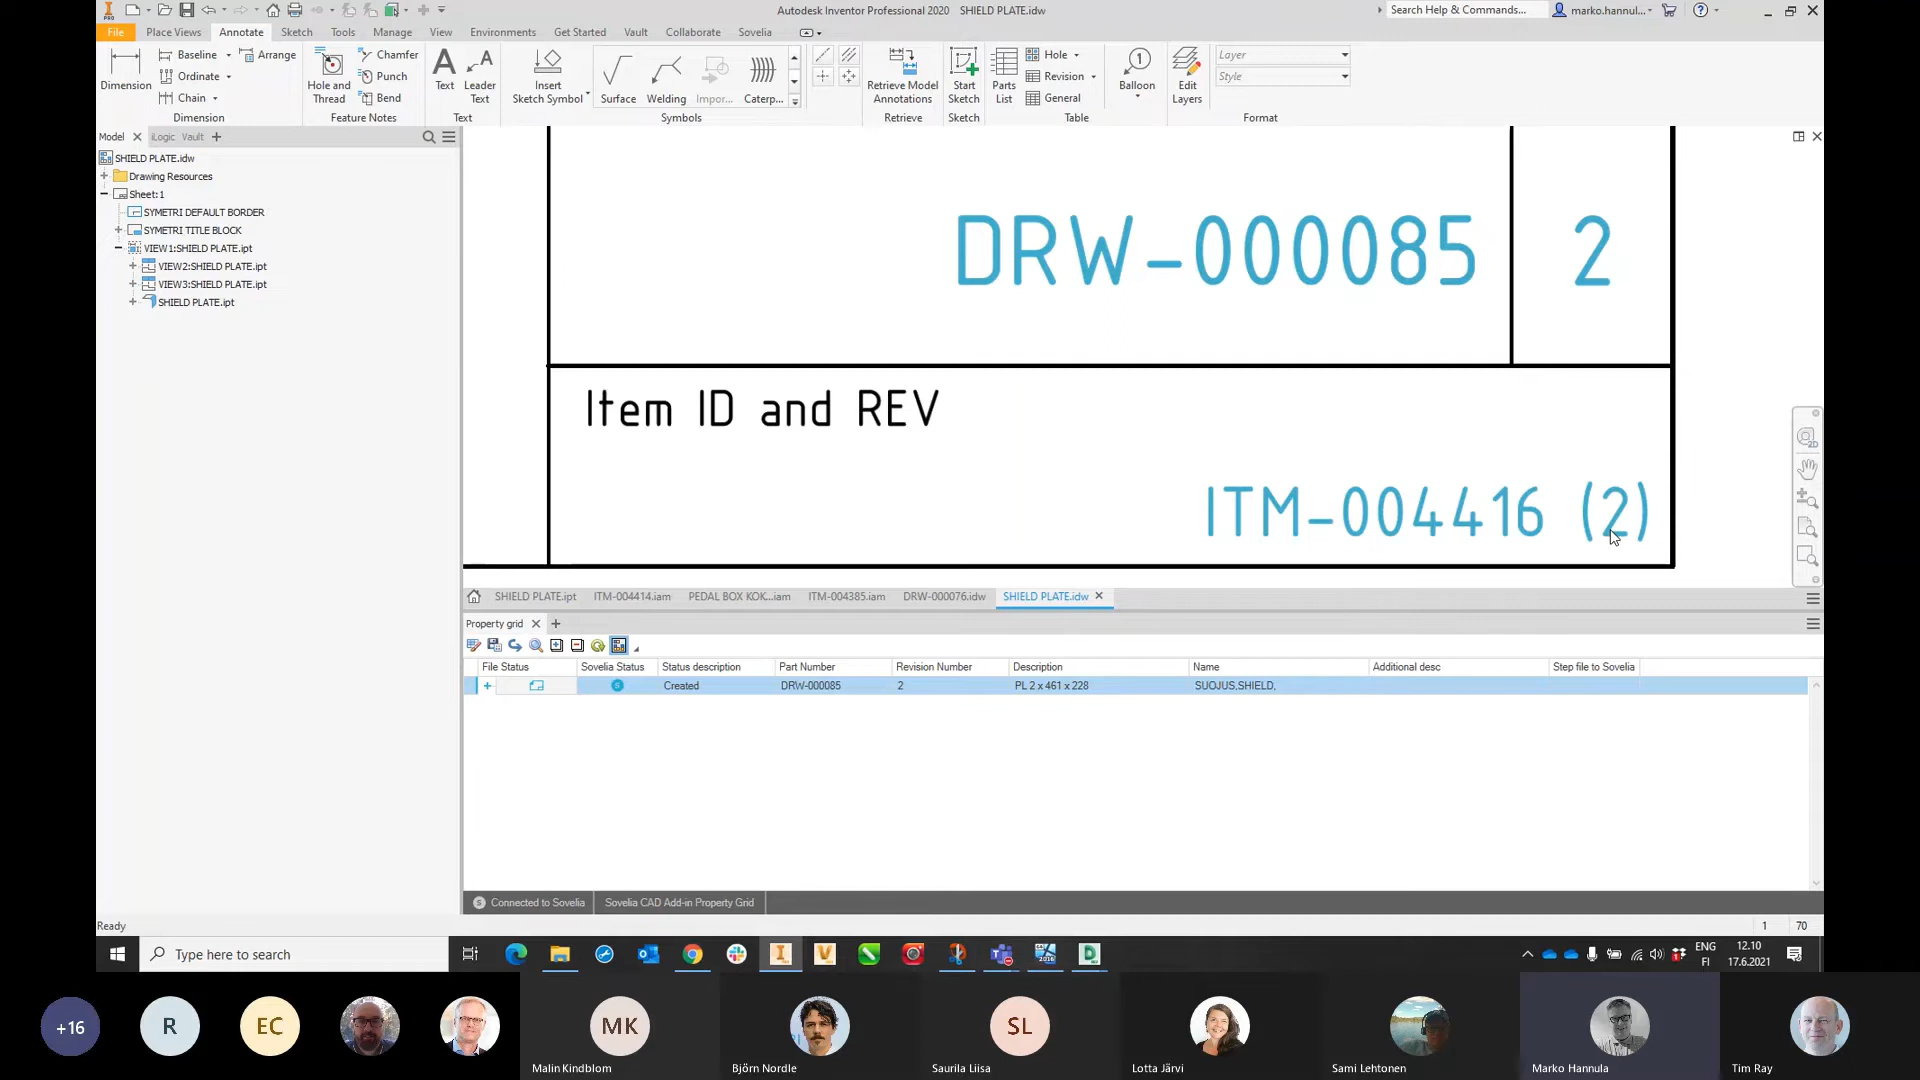 Autodesk Inventor Professional 2020 SHIELD PLATE.idw
Search Help & Commands...
marko.hannul...
PRO
File Place Views Annotate Sketch Tools Manage View Environments Get Started Vault Collaborate Sovelia
Dimension
Baseline
Ordinate
Chain
Arrange
Dimension
Hole and Thread
Chamfer
Punch
Bend
Feature Notes
Text
Leader Text
Text
Insert Sketch Symbol
Surface
Welding
Impor...
Caterp...
Symbols
Retrieve Model Annotations
Retrieve
Start Sketch
Sketch
Parts List
Hole
Revision
General
Table
Balloon
Edit Layers
Layer
Style
Format
Model
iLogic
Vault
SHIELD PLATE.idw
Drawing Resources
Sheet:1
SYMETRI DEFAULT BORDER
SYMETRI TITLE BLOCK
VIEW1:SHIELD PLATE.ipt
VIEW2:SHIELD PLATE.ipt
VIEW3:SHIELD PLATE.ipt
SHIELD PLATE.ipt
DRW-000085
2
Item ID and REV
ITM-004416 (2)
SHIELD PLATE.ipt ITM-004414.iam PEDAL BOX KOK...iam ITM-004385.iam DRW-000076.idw SHIELD PLATE.idw
Property grid
File Status Sovelia Status Status description Part Number Revision Number Description Name Additional desc Step file to Sovelia
Created DRW-000085 2 PL 2 x 461 x 228 SUOJUS,SHIELD,
Connected to Sovelia
Sovelia CAD Add-in Property Grid
Ready
1 70
Type here to search
ENG
FI
12.10
17.6.2021
+16
R
EC
MK
SL
Malin Kindblom
Björn Nordle
Saurila Liisa
Lotta Järvi
Sami Lehtonen
Marko Hannula
Tim Ray